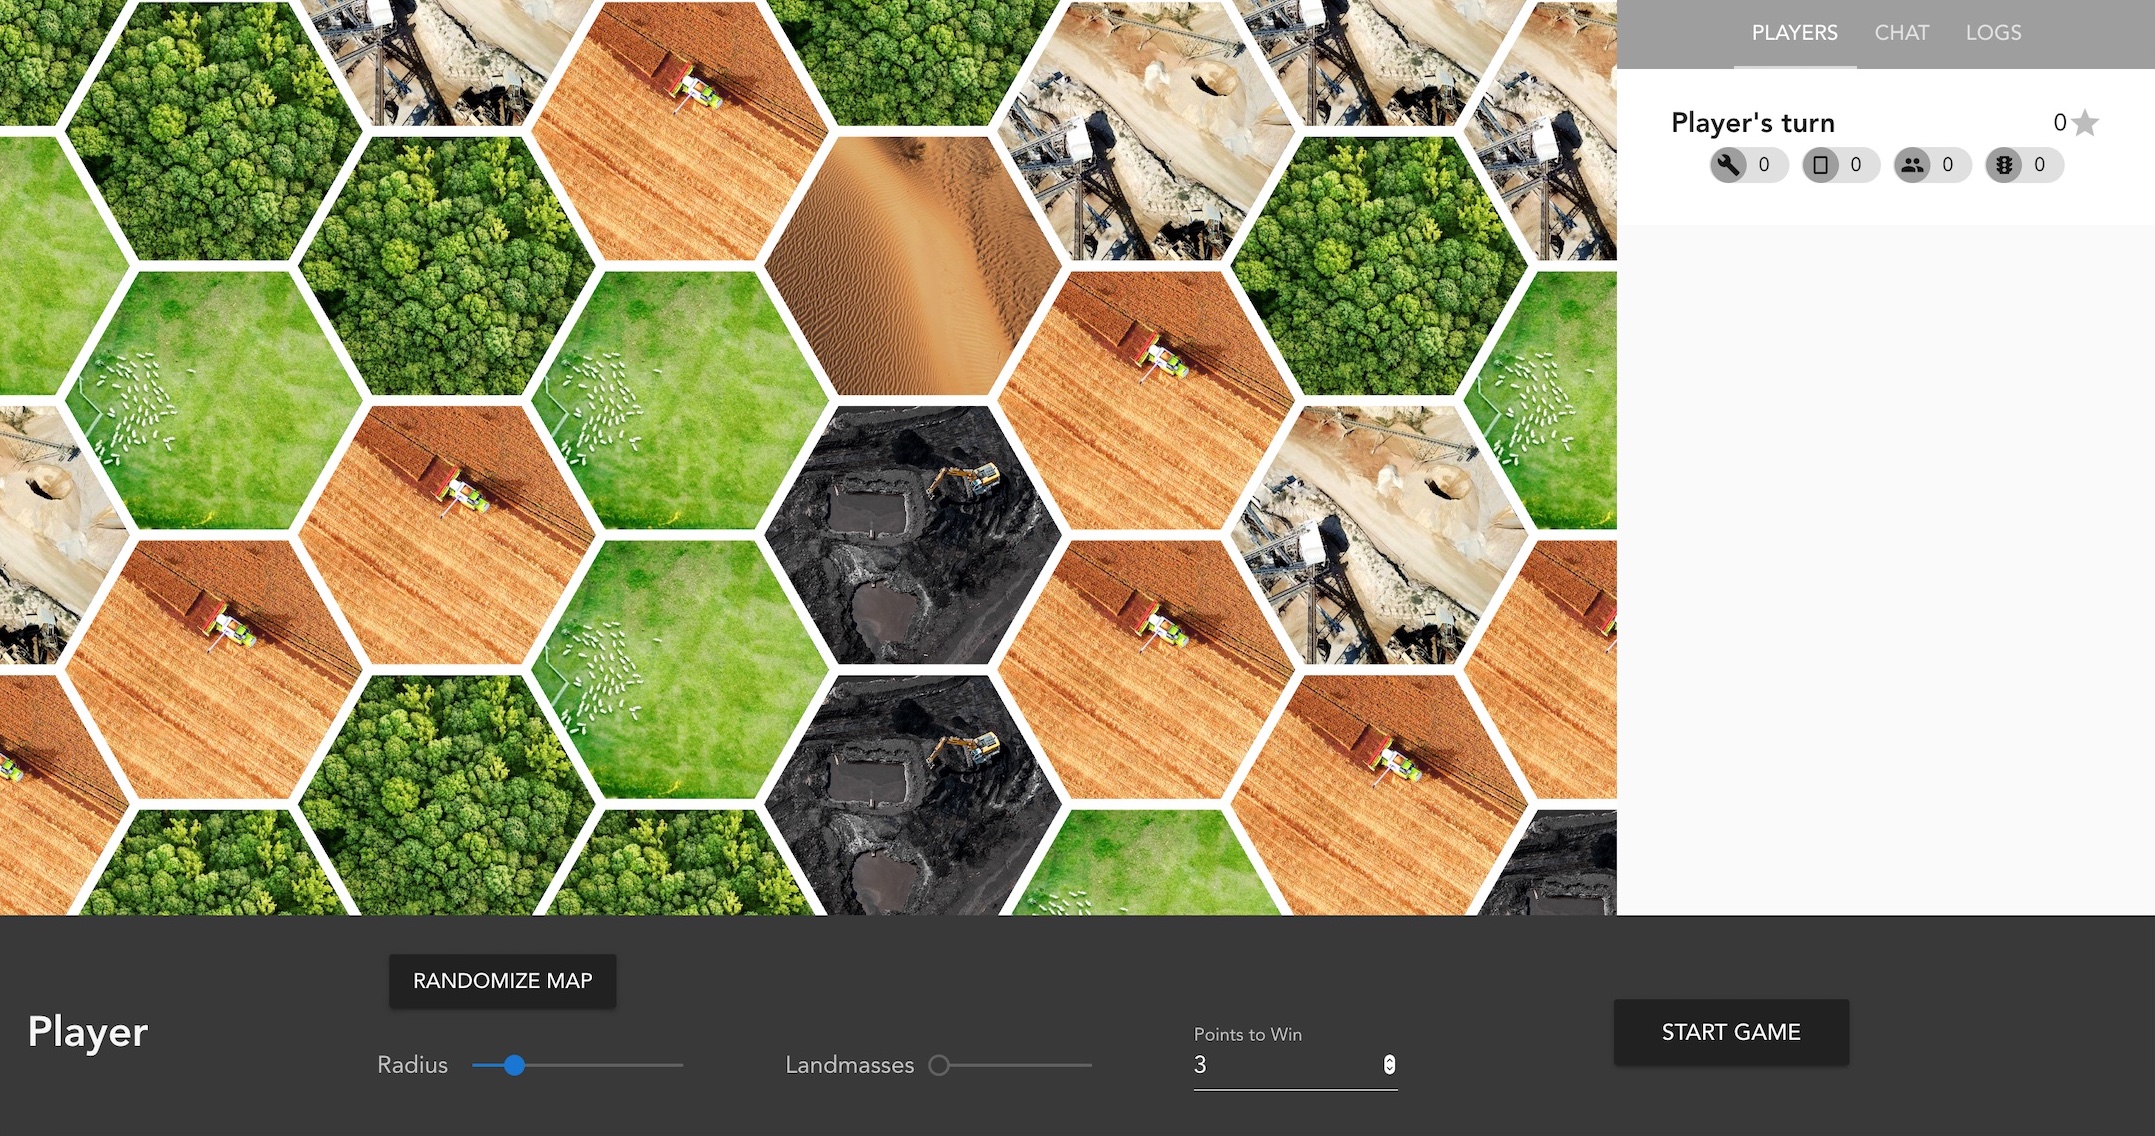 PLAYERS CHAT LOGS
Player's turn 0
0 0 0 0
RANDOMIZE MAP
Player
Radius Landmasses
Points to Win
3
START GAME